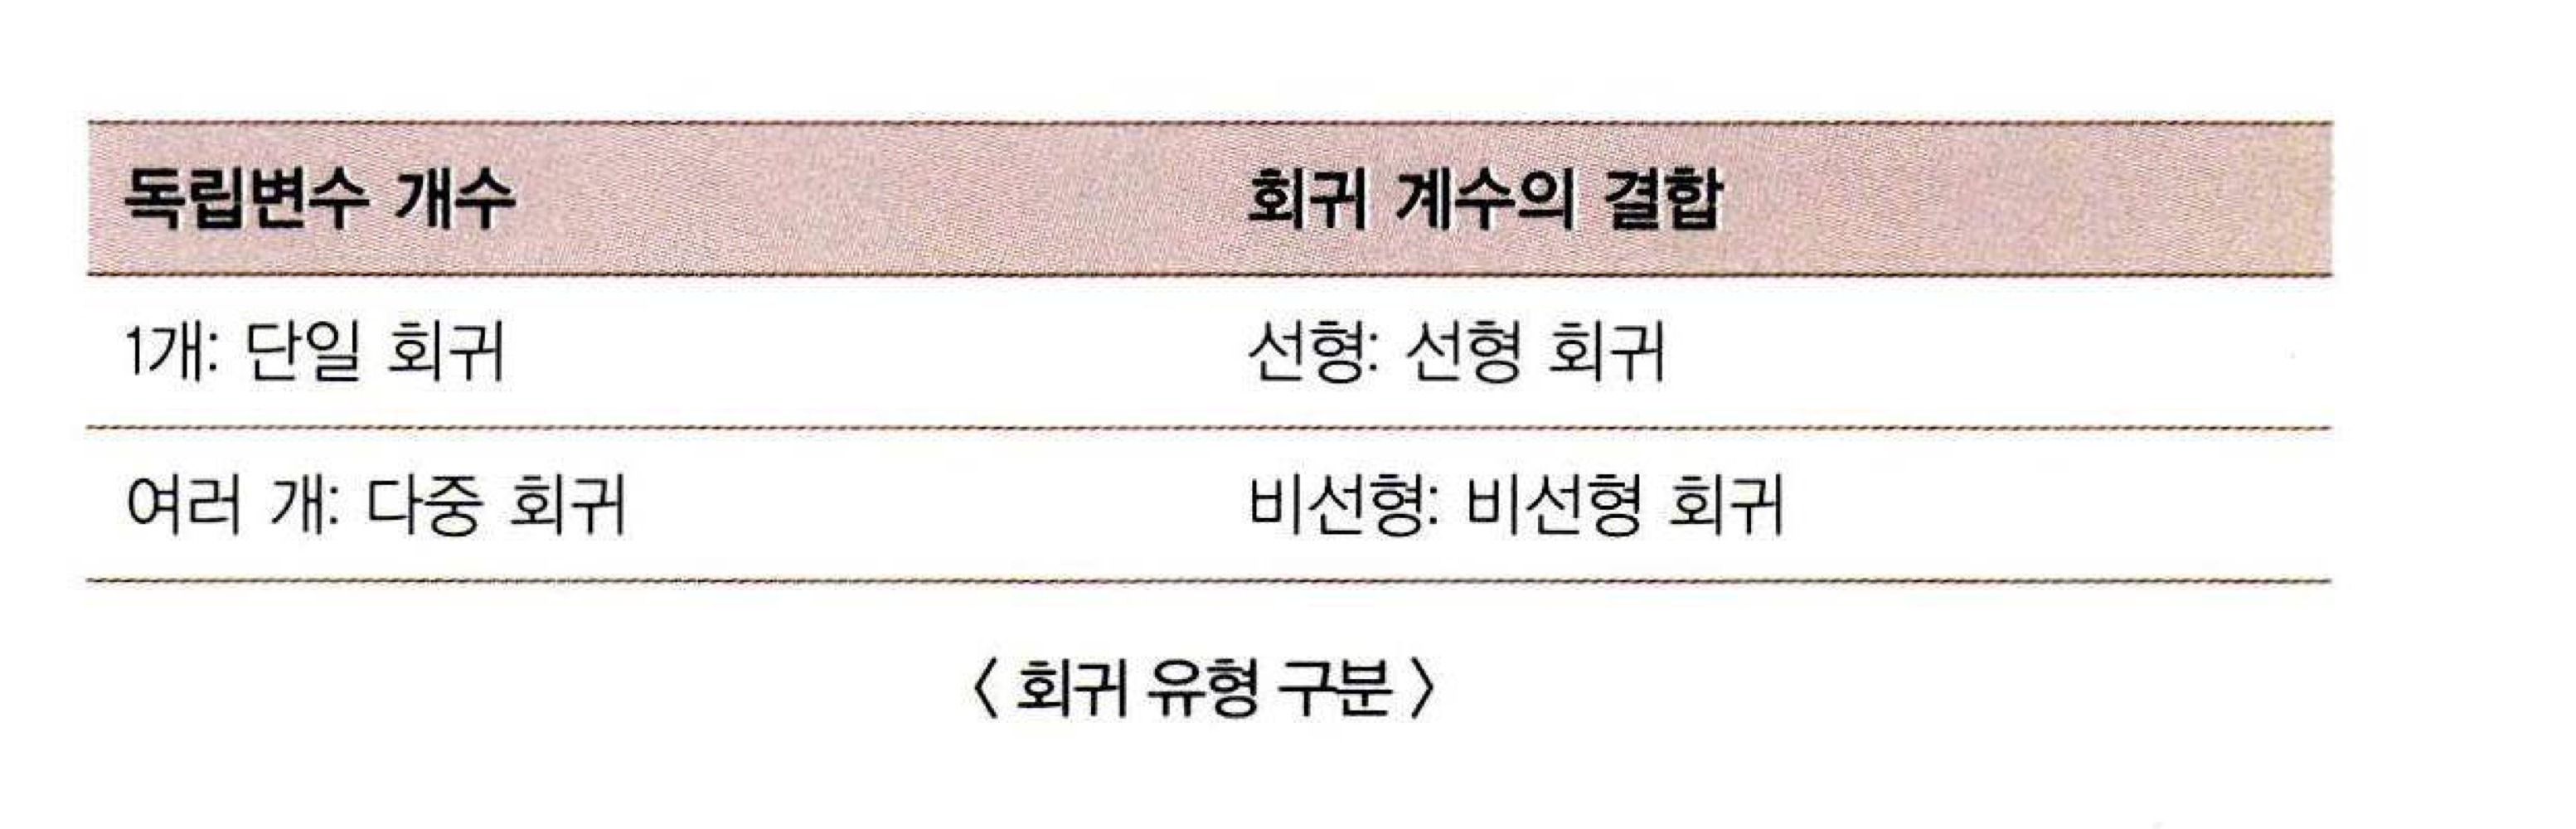 독립변수 개수 회귀 계수의 결합
1개: 단일 회귀 선형: 선형 회귀
여러 개: 다중 회귀 비선형: 비선형 회귀
〈 회귀 유형 구분 〉